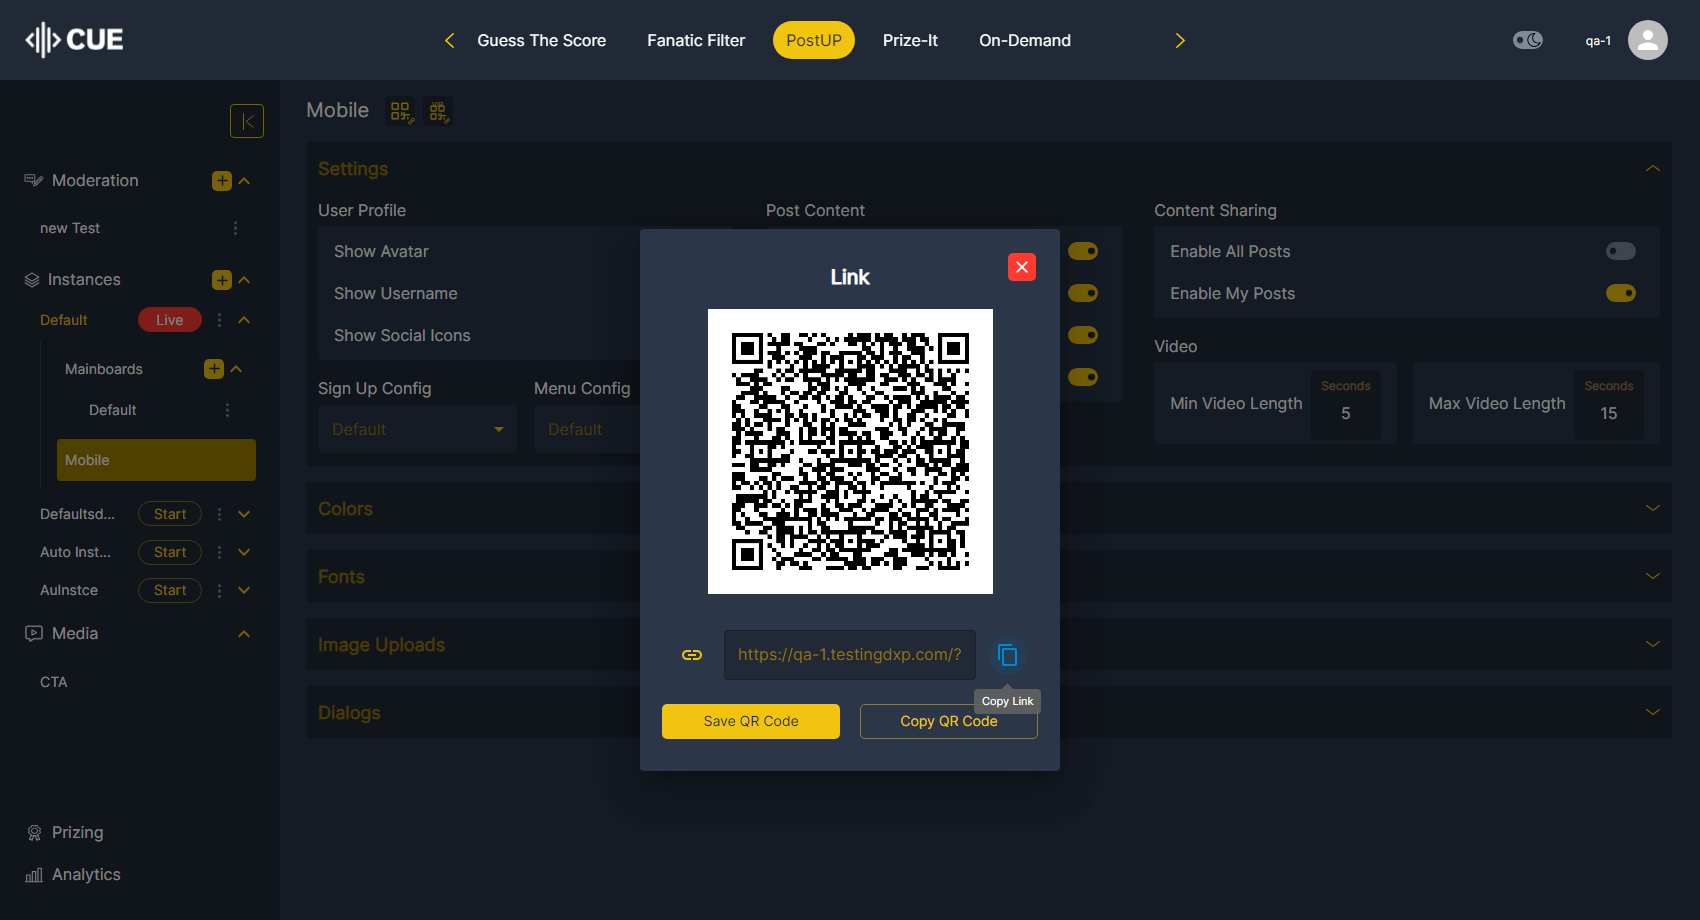 CUE
Guess The Score
Fanatic Filter
PostUP
Prize-It
On-Demand
qa-1
Moderation
new Test
Instances
Default
Live
Mainboards
Default
Mobile
Defaultsd...
Start
Auto Inst...
Start
AuInstce
Start
Media
CTA
Prizing
Analytics
Mobile
Settings
User Profile
Show Avatar
Show Username
Show Social Icons
Sign Up Config
Default
Menu Config
Default
Post Content
Content Sharing
Enable All Posts
Enable My Posts
Video
Min Video Length
Seconds
5
Max Video Length
Seconds
15
Colors
Fonts
Image Uploads
Dialogs
Link
https://qa-1.testingdxp.com/?
Copy Link
Save QR Code
Copy QR Code